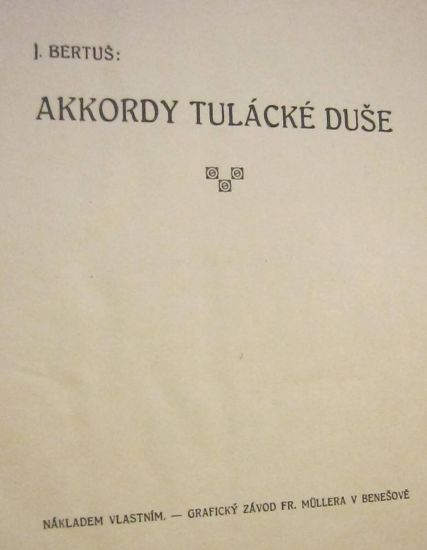 J. BERTUŠ:
AKKORDY TULÁCKÉ DUŠE
NÁKLADEM VLASTNÍM. — GRAFICKÝ ZÁVOD FR. MÜLLERA V BENEŠOVĚ